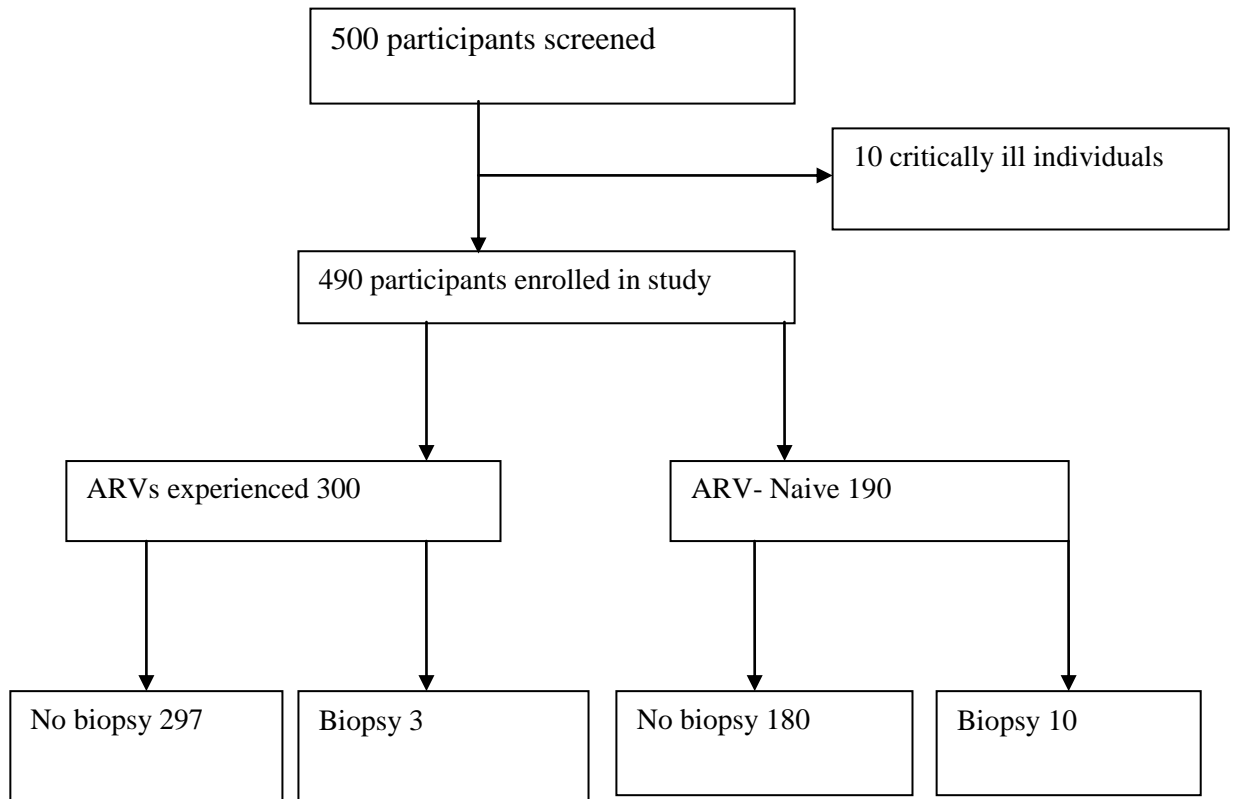 500 participants screened
10 critically ill individuals
490 participants enrolled in study
ARVs experienced 300
ARV- Naive 190
No biopsy 297
Biopsy 3
No biopsy 180
Biopsy 10